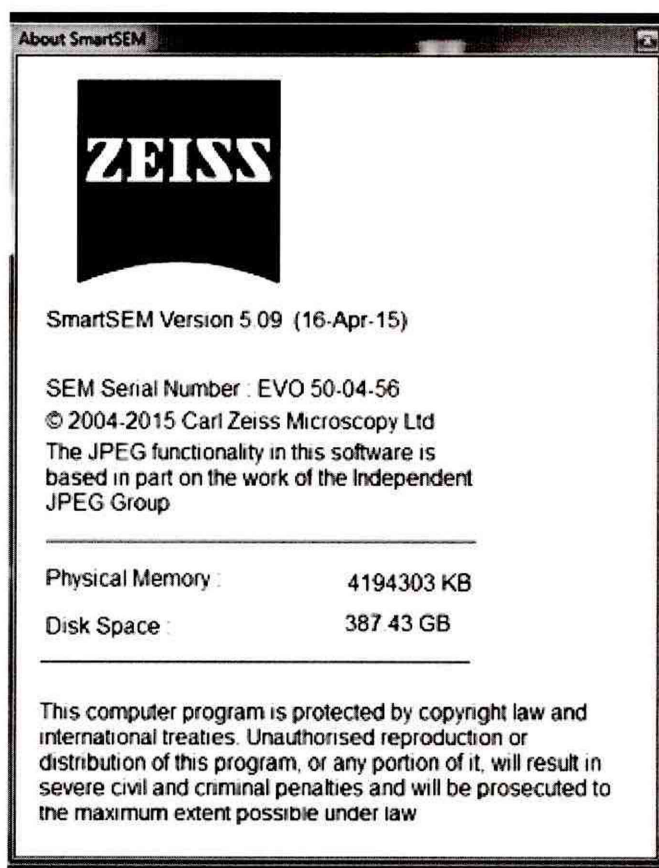 About SmartSEM
ZEISS
SmartSEM Version 5.09 (16-Apr-15)
SEM Serial Number : EVO 50-04-56
© 2004-2015 Carl Zeiss Microscopy Ltd
The JPEG functionality in this software is
based in part on the work of the Independent
JPEG Group
Physical Memory : 4194303 KB
Disk Space : 387.43 GB
This computer program is protected by copyright law and
international treaties. Unauthorised reproduction or
distribution of this program, or any portion of it, will result in
severe civil and criminal penalties and will be prosecuted to
the maximum extent possible under law